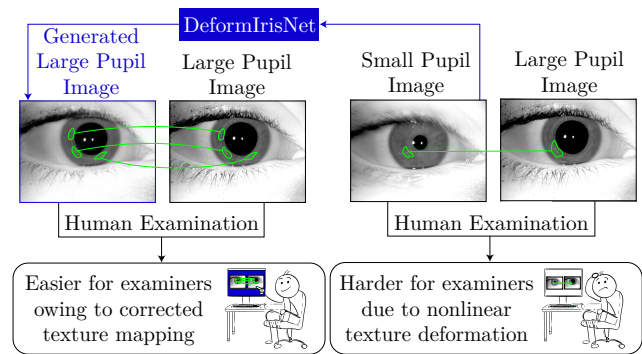 DeformIrisNet
Generated
Large Pupil
Image
Large Pupil
Image
Small Pupil
Image
Large Pupil
Image
Human Examination
Human Examination
Easier for examiners
owing to corrected
texture mapping
Harder for examiners
due to nonlinear
texture deformation